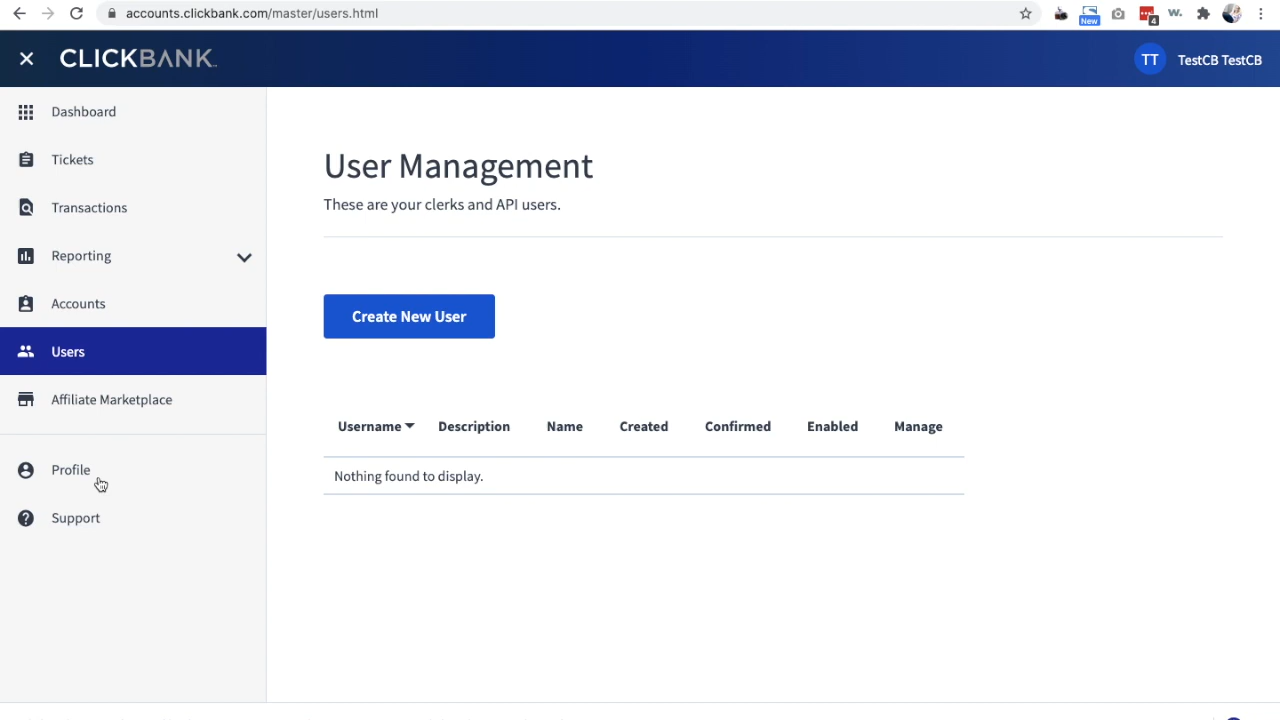 accounts.clickbank.com/master/users.html
New
4
W.
CLICKBANK
TT
TestCB TestCB
Dashboard
Tickets
Transactions
Reporting
Accounts
Users
Affiliate Marketplace
Profile
Support
User Management
These are your clerks and API users.
Create New User
Username Description Name Created Confirmed Enabled Manage
Nothing found to display.